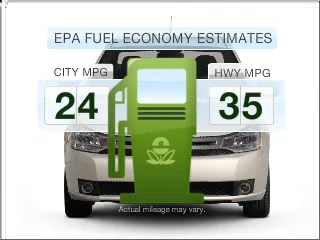 EPA FUEL ECONOMY ESTIMATES
CITY MPG
HWY MPG
24
35
Actual mileage may vary.